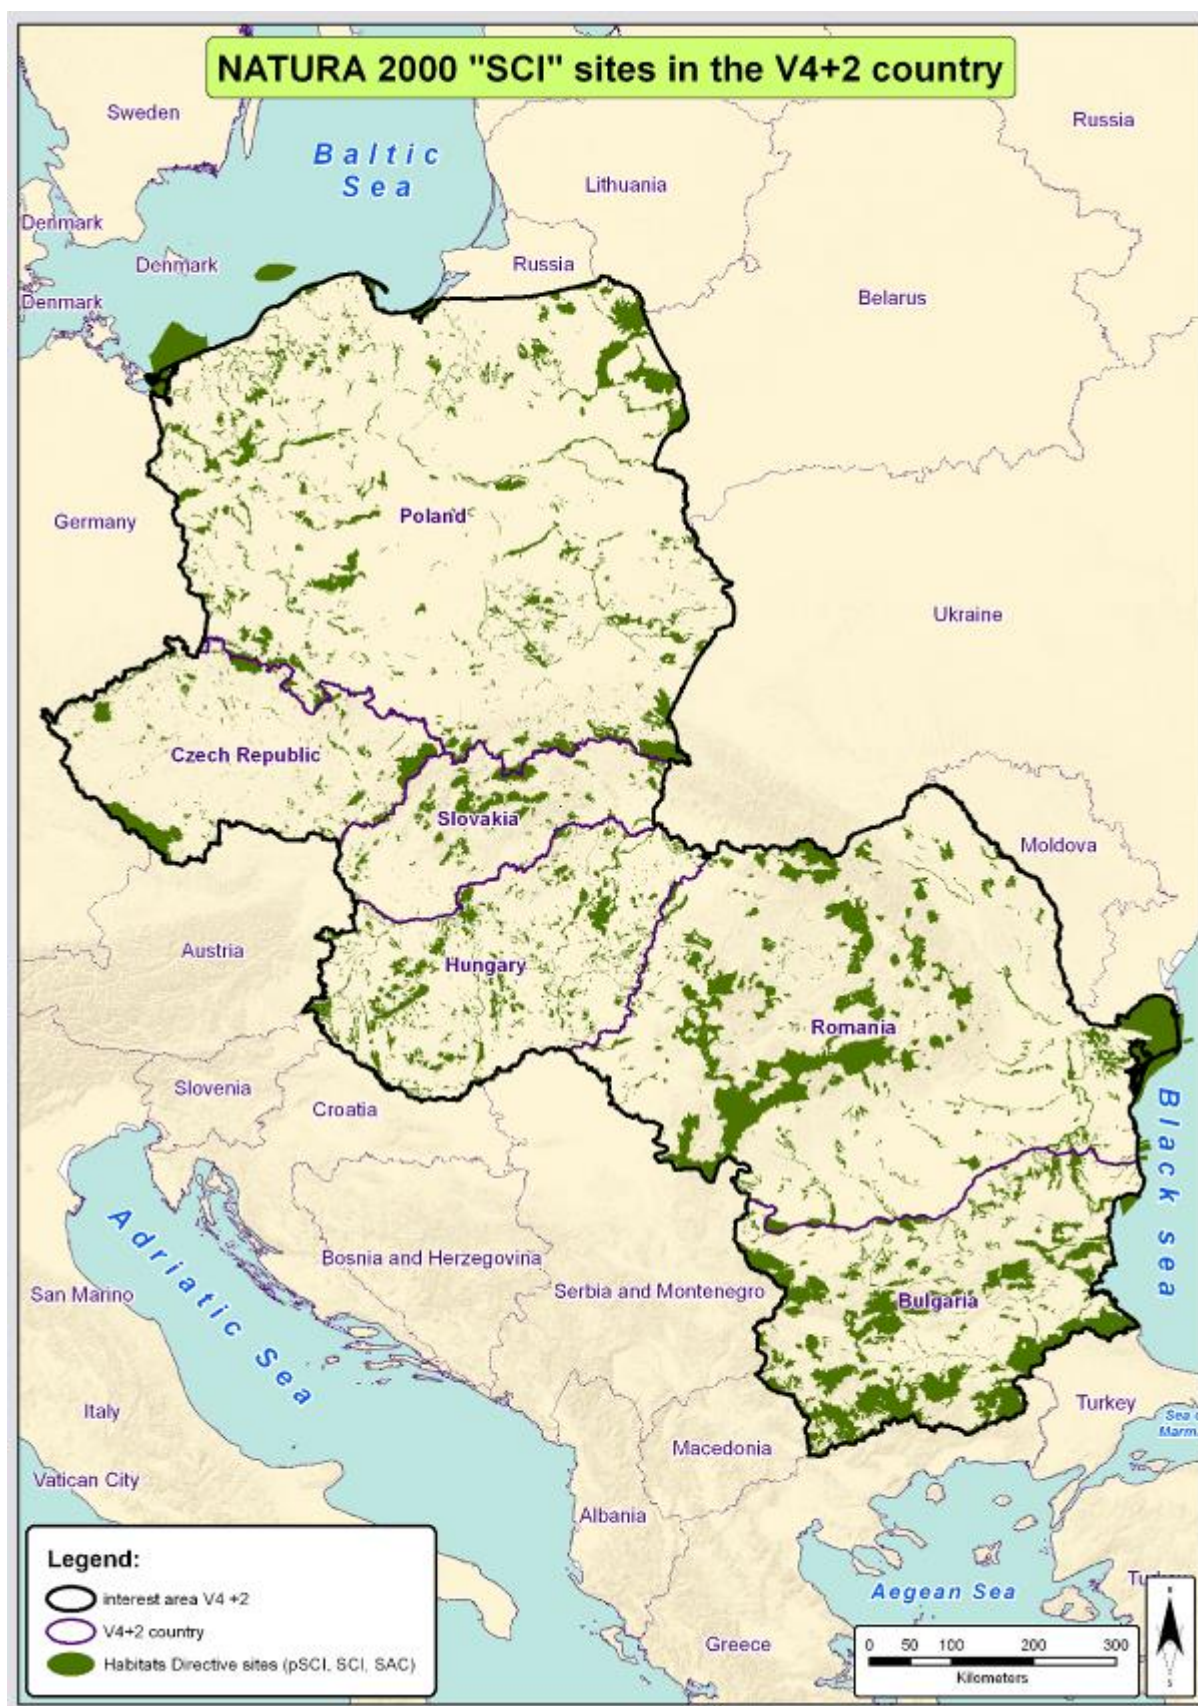 NATURA 2000 "SCI" sites in the V4+2 country
Sweden
Russia
Baltic
Sea
Lithuania
Denmark
Denmark
Russia
Denmark
Belarus
Germany
Poland
Ukraine
Czech Republic
Slovakia
Moldova
Austria
Hungary
Romania
Slovenia
Croatia
Black sea
Adriatic Sea
Bosnia and Herzegovina
San Marino
Serbia and Montenegro
Bulgaria
Italy
Turkey
Sea
Macedonia
Vatican City
Albania
Legend:
interest area V4 +2
V4+2 country
Habitats Directive sites (pSCI, SCI, SAC)
Aegean Sea
Greece
0 50 100 200 300
Kilometers